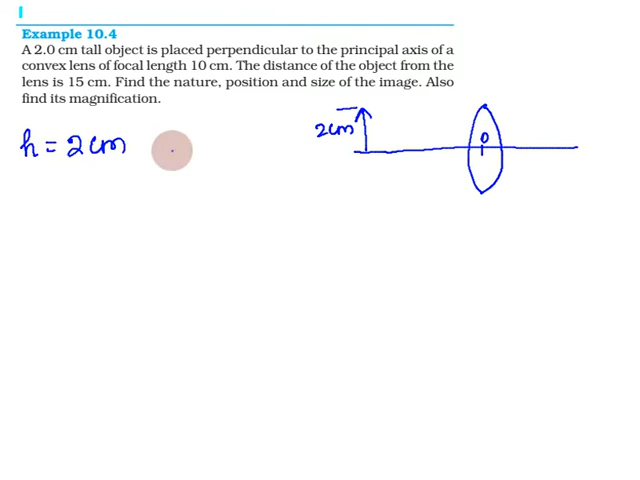 Example 10.4
A 2.0 cm tall object is placed perpendicular to the principal axis of a
convex lens of focal length 10 cm. The distance of the object from the
lens is 15 cm. Find the nature, position and size of the image. Also
find its magnification.
2cm
O
h = 2 cm